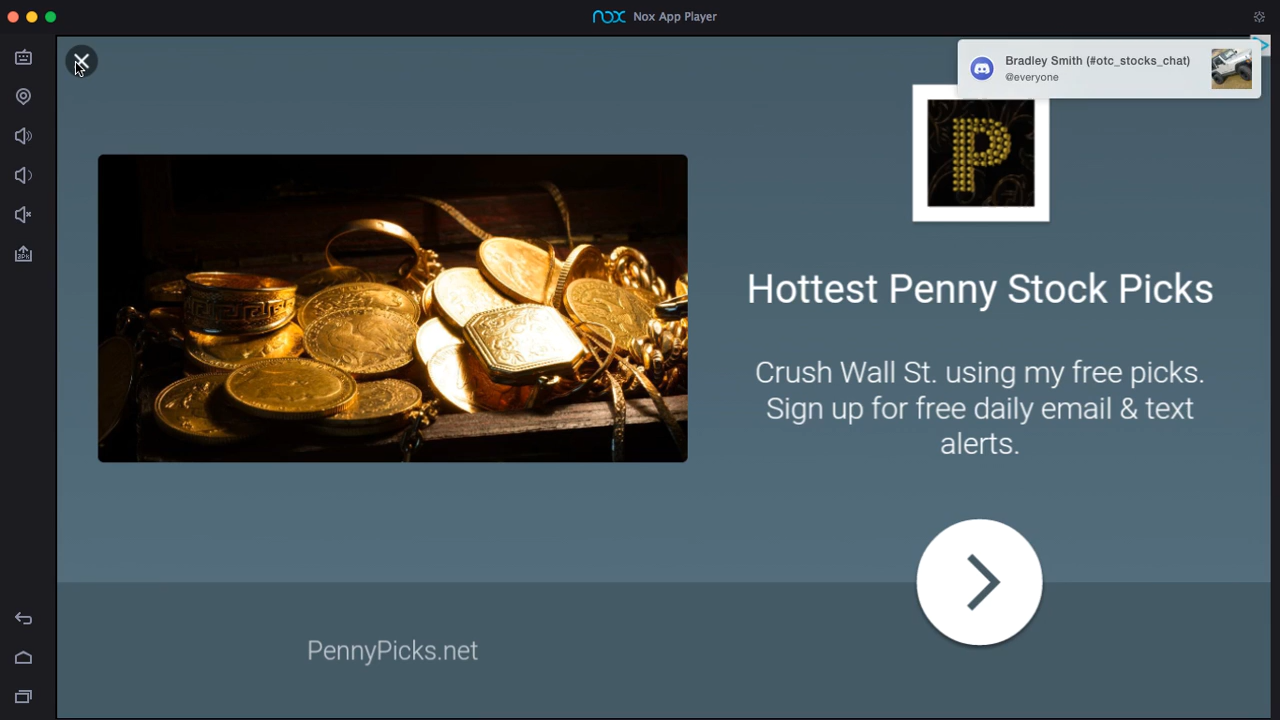 nox Nox App Player
Bradley Smith (#otc_stocks_chat)
@everyone
P
Hottest Penny Stock Picks
Crush Wall St. using my free picks.
Sign up for free daily email & text
alerts.
PennyPicks.net